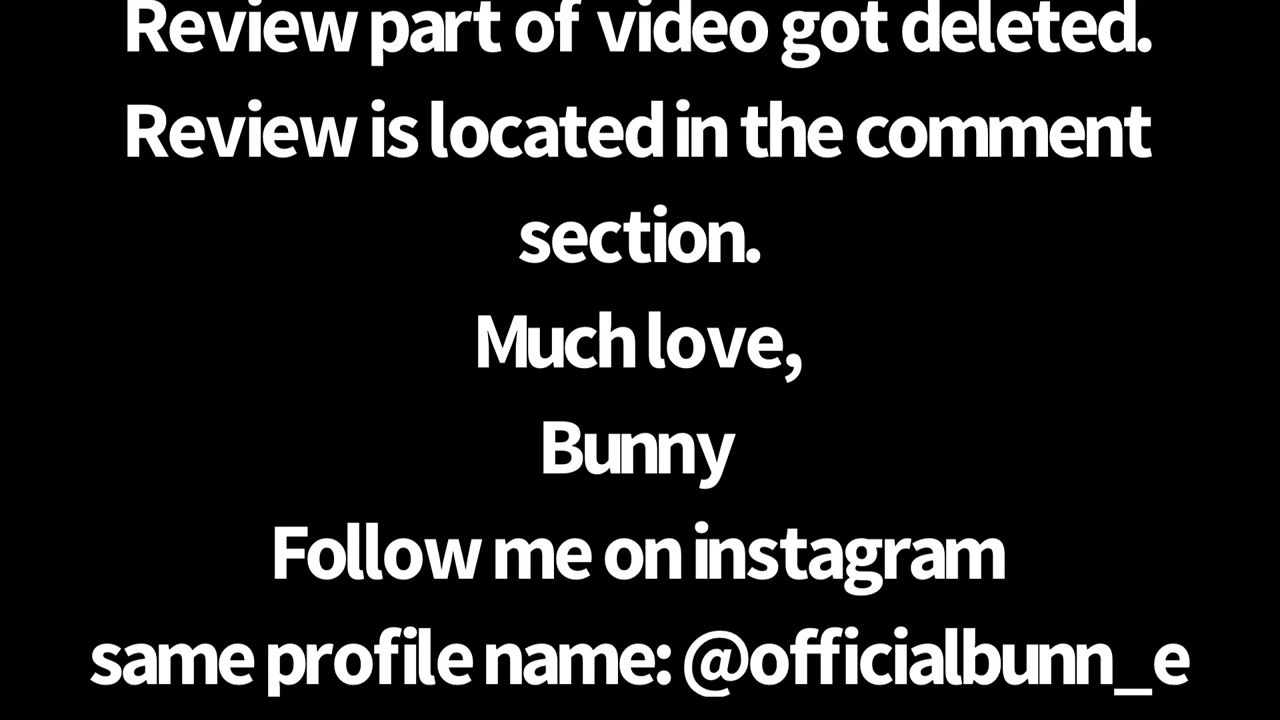 Review part of video got deleted.
Review is located in the comment
section.
Much love,
Bunny
Follow me on instagram
same profile name: @officialbunn_e